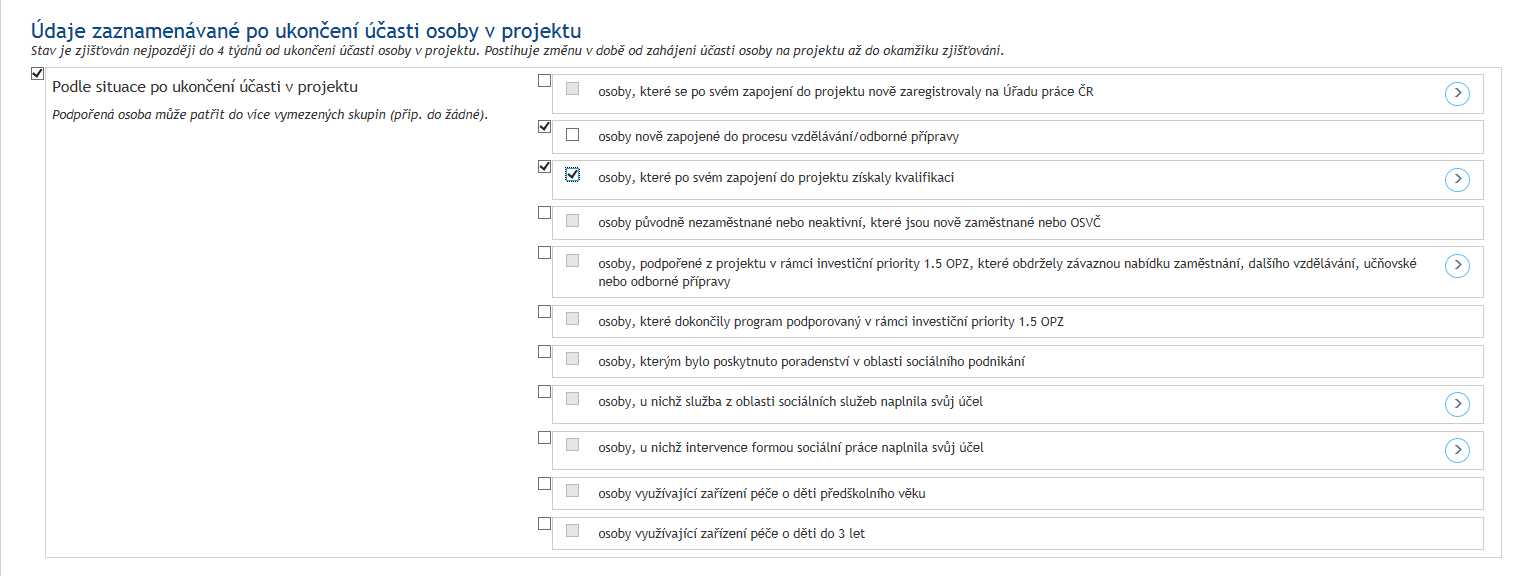 Údaje zaznamenávané po ukončení účasti osoby v projektu
Stav je zjišťován nejpozději do 4 týdnů od ukončení účasti osoby v projektu. Postihuje změnu v době od zahájení účasti osoby na projektu až do okamžiku zjišťování.
Podle situace po ukončení účasti v projektu
Podpořená osoba může patřit do více vymezených skupin (příp. do žádné).
osoby, které se po svém zapojení do projektu nově zaregistrovaly na Úřadu práce ČR
osoby nově zapojené do procesu vzdělávání/odborné přípravy
osoby, které po svém zapojení do projektu získaly kvalifikaci
osoby původně nezaměstnané nebo neaktivní, které jsou nově zaměstnané nebo OSVČ
osoby, podpořené z projektu v rámci investiční priority 1.5 OPZ, které obdržely závaznou nabídku zaměstnání, dalšího vzdělávání, učňovské
nebo odborné přípravy
osoby, které dokončily program podporovaný v rámci investiční priority 1.5 OPZ
osoby, kterým bylo poskytnuto poradenství v oblasti sociálního podnikání
osoby, u nichž služba z oblasti sociálních služeb naplnila svůj účel
osoby, u nichž intervence formou sociální práce naplnila svůj účel
osoby využívající zařízení péče o děti předškolního věku
osoby využívající zařízení péče o děti do 3 let